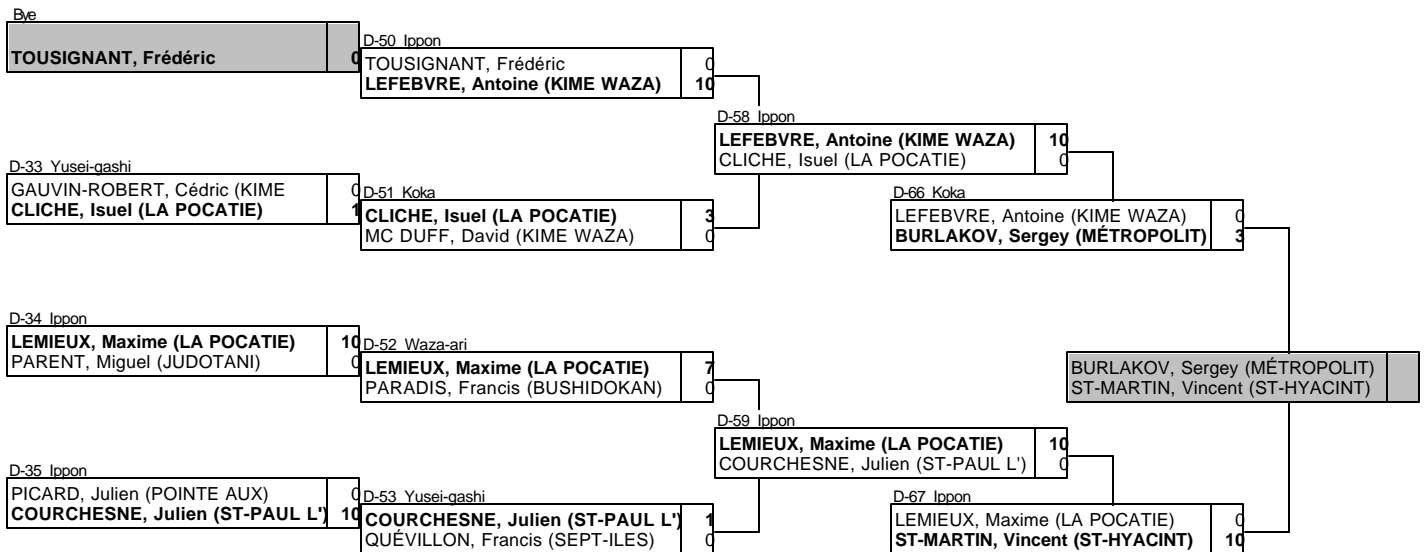 Bye
TOUSIGNANT, Frédéric 0
D-50 Ippon
TOUSIGNANT, Frédéric 0
LEFEBVRE, Antoine (KIME WAZA) 10
D-58 Ippon
LEFEBVRE, Antoine (KIME WAZA) 10
CLICHE, Isuel (LA POCATIE) 0
D-33 Yusei-gashi
GAUVIN-ROBERT, Cédric (KIME 0
CLICHE, Isuel (LA POCATIE) 1
D-51 Koka
CLICHE, Isuel (LA POCATIE) 3
MC DUFF, David (KIME WAZA) 0
D-66 Koka
LEFEBVRE, Antoine (KIME WAZA) 0
BURLAKOV, Sergey (MÉTROPOLIT) 3
D-34 Ippon
LEMIEUX, Maxime (LA POCATIE) 10
PARENT, Miguel (JUDOTANI) 0
D-52 Waza-ari
LEMIEUX, Maxime (LA POCATIE) 7
PARADIS, Francis (BUSHIDOKAN) 0
BURLAKOV, Sergey (MÉTROPOLIT)
ST-MARTIN, Vincent (ST-HYACINT)
D-59 Ippon
LEMIEUX, Maxime (LA POCATIE) 10
COURCHESNE, Julien (ST-PAUL L') 0
D-35 Ippon
PICARD, Julien (POINTE AUX) 0
COURCHESNE, Julien (ST-PAUL L') 10
D-53 Yusei-gashi
COURCHESNE, Julien (ST-PAUL L') 1
QUÉVILLON, Francis (SEPT-ILES) 0
D-67 Ippon
LEMIEUX, Maxime (LA POCATIE) 0
ST-MARTIN, Vincent (ST-HYACINT) 10